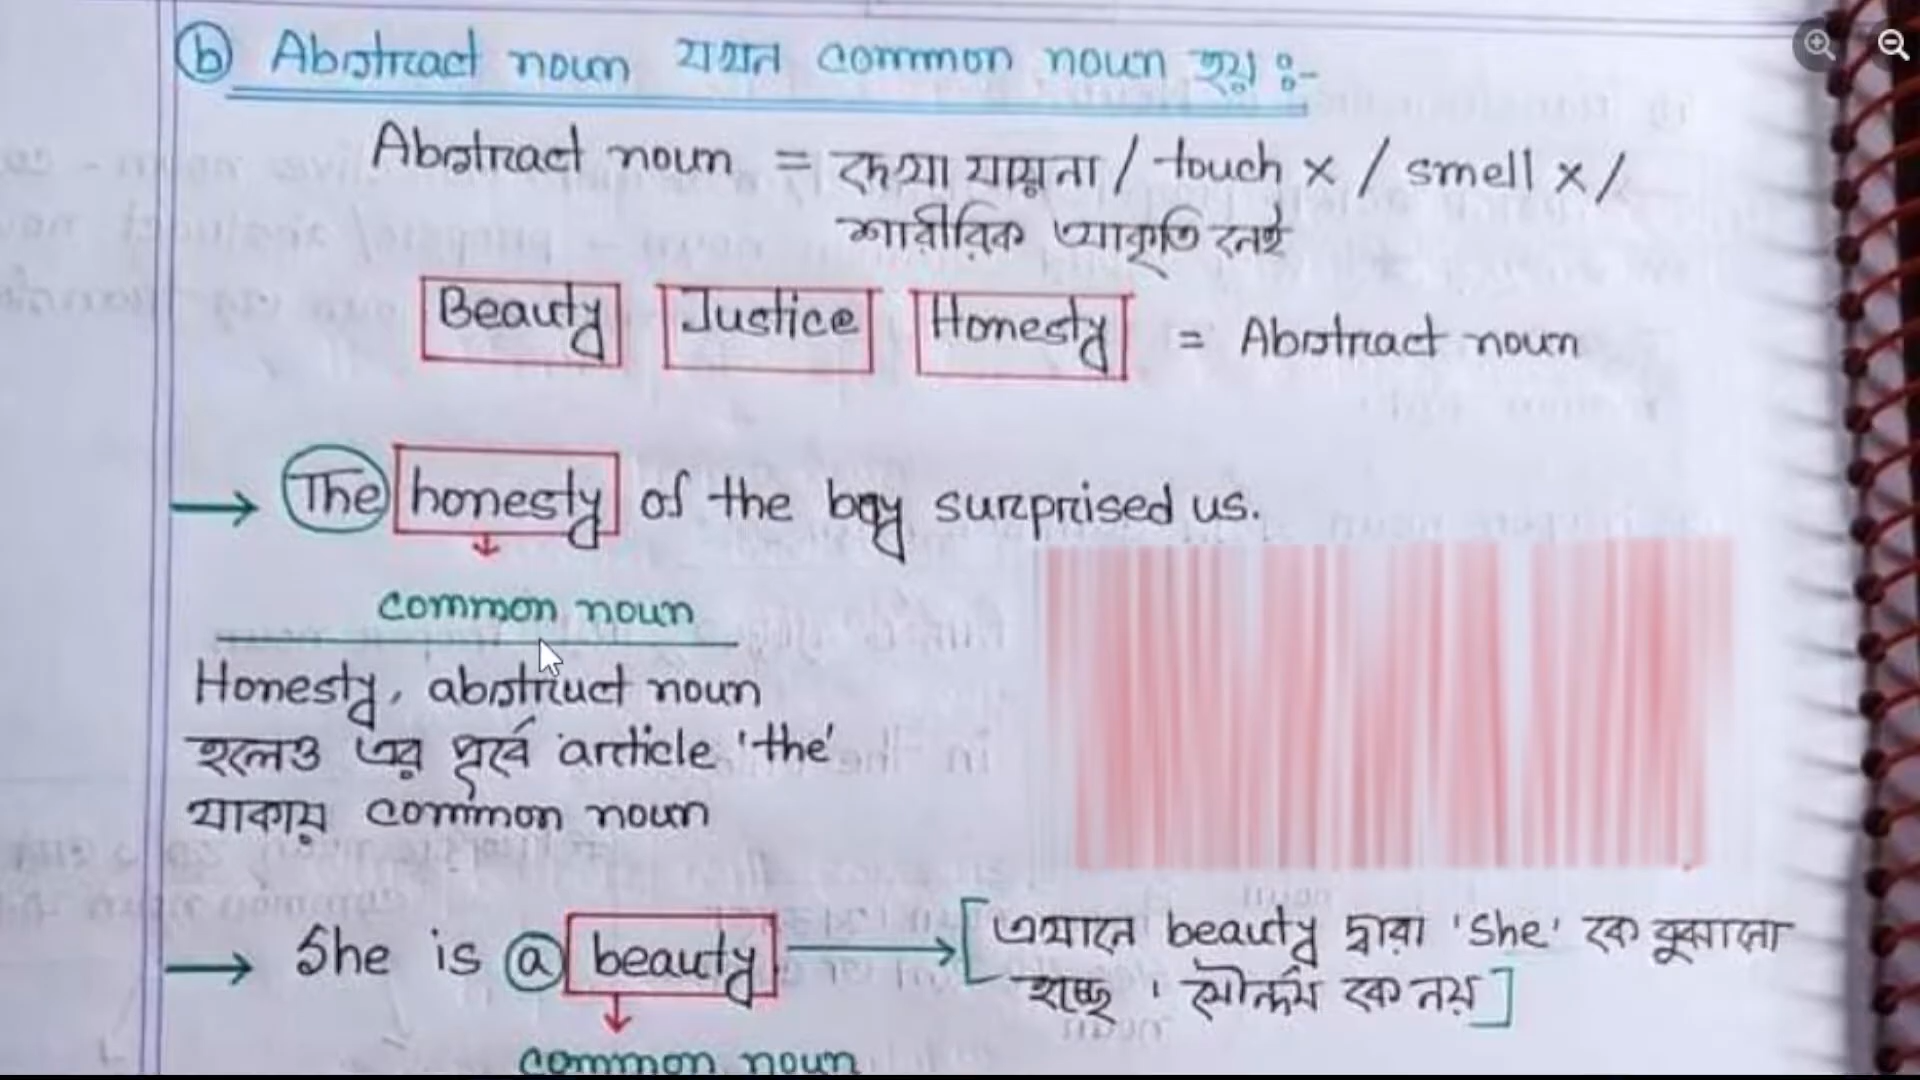 b Abstract noun যখন common noun হয় :-
Abstract noun = দেখা যায়না / touch x / smell x /
শারীরিক আকৃতি নেই
Beauty Justice Honesty = Abstract noun
The honesty of the boy surprised us.
common noun
Honesty, abstruct noun
হলেও এর পূর্বে article 'the'
থাকায় common noun
She is a beauty
[এখানে beauty দ্বারা 'she' কে বুঝানো
হচ্ছে । সৌন্দর্য কে নয়]
common noun